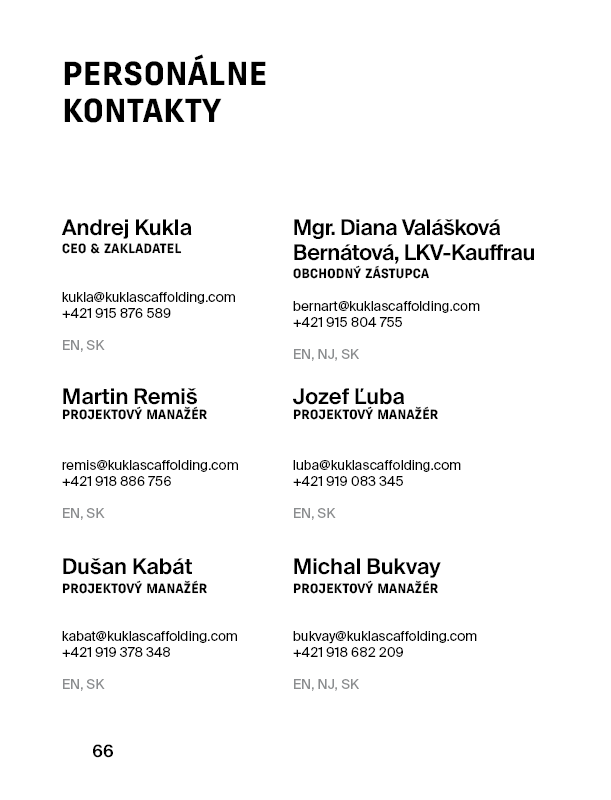 PERSONÁLNE
KONTAKTY
Andrej Kukla
CEO & ZAKLADATEL
kukla@kuklascaffolding.com
+421 915 876 589
EN, SK
Mgr. Diana Valášková
Bernátová, LKV-Kauffrau
OBCHODNÝ ZÁSTUPCA
bernart@kuklascaffolding.com
+421 915 804 755
EN, NJ, SK
Martin Remiš
PROJEKTOVÝ MANAŽÉR
remis@kuklascaffolding.com
+421 918 886 756
EN, SK
Jozef Ľuba
PROJEKTOVÝ MANAŽÉR
luba@kuklascaffolding.com
+421 919 083 345
EN, SK
Dušan Kabát
PROJEKTOVÝ MANAŽÉR
kabat@kuklascaffolding.com
+421 919 378 348
EN, SK
Michal Bukvay
PROJEKTOVÝ MANAŽÉR
bukvay@kuklascaffolding.com
+421 918 682 209
EN, NJ, SK
66